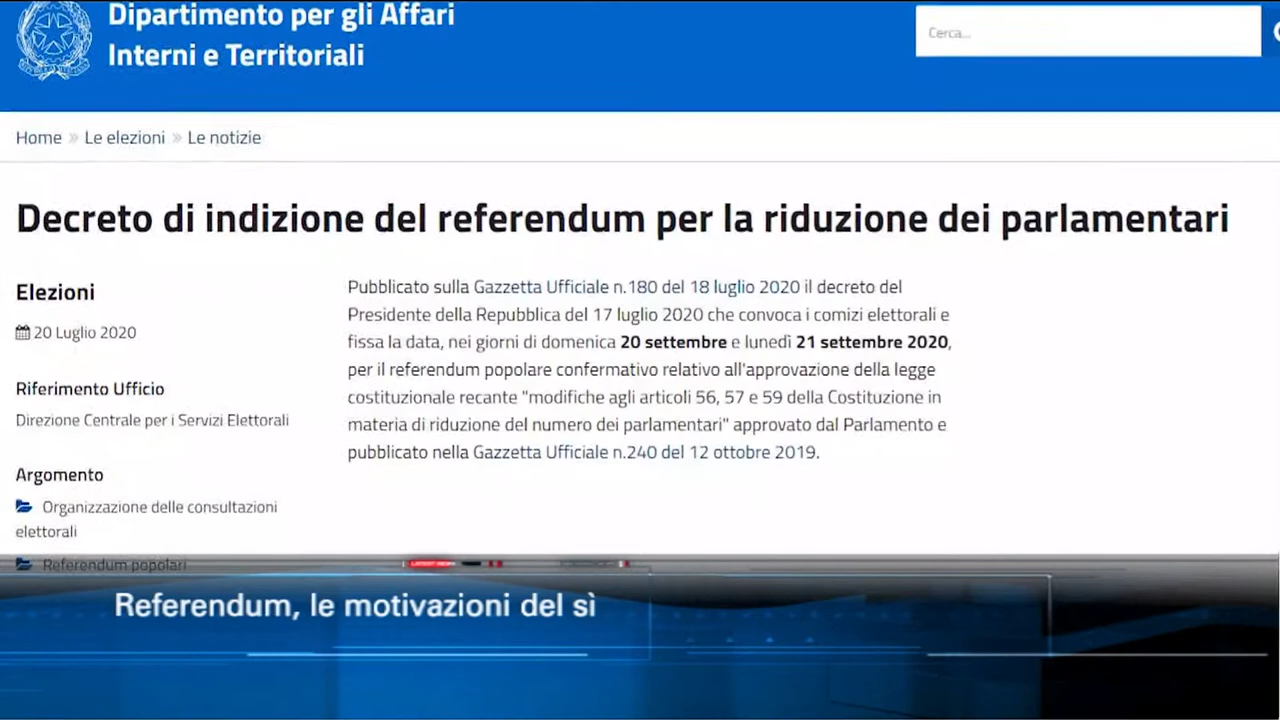 Dipartimento per gli Affari
Interni e Territoriali
Cerca...
Home » Le elezioni » Le notizie
Decreto di indizione del referendum per la riduzione dei parlamentari
Elezioni
20 Luglio 2020
Riferimento Ufficio
Direzione Centrale per i Servizi Elettorali
Argomento
Organizzazione delle consultazioni
elettorali
Referendum popolari
Pubblicato sulla Gazzetta Ufficiale n.180 del 18 luglio 2020 il decreto del
Presidente della Repubblica del 17 luglio 2020 che convoca i comizi elettorali e
fissa la data, nei giorni di domenica 20 settembre e lunedì 21 settembre 2020,
per il referendum popolare confermativo relativo all'approvazione della legge
costituzionale recante "modifiche agli articoli 56, 57 e 59 della Costituzione in
materia di riduzione del numero dei parlamentari" approvato dal Parlamento e
pubblicato nella Gazzetta Ufficiale n.240 del 12 ottobre 2019.
LATEST NEWS
Referendum, le motivazioni del sì